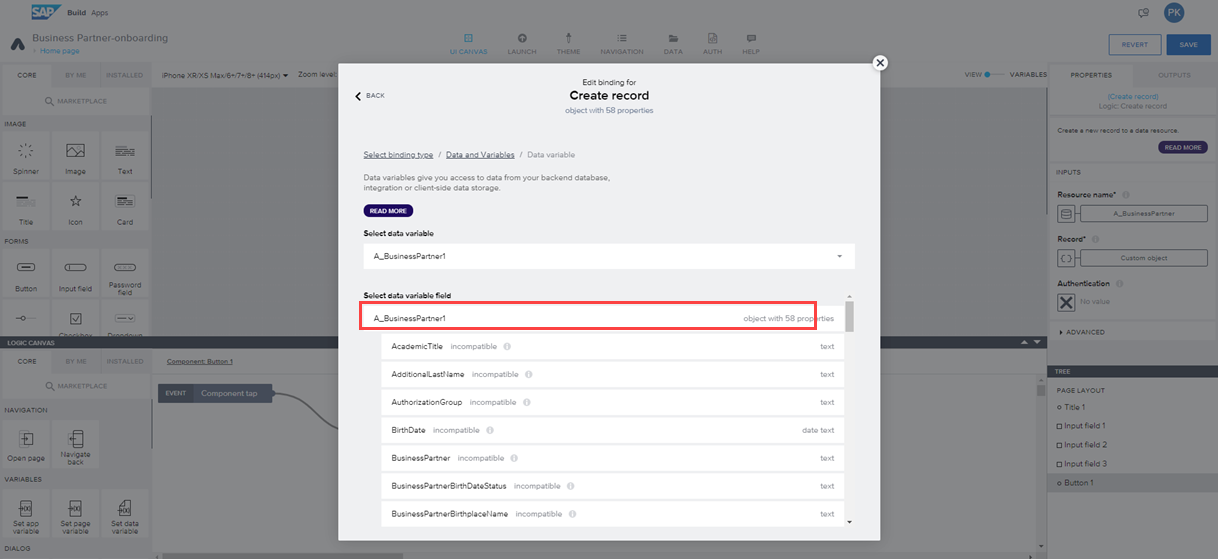 SAP Build Apps
PK
Business Partner-onboarding
Home page
UI CANVAS
LAUNCH
THEME
NAVIGATION
DATA
AUTH
HELP
REVERT
SAVE
CORE
BY ME
INSTALLED
iPhone XR/XS Max/6+/7+/8+ (414px)
Zoom level:
VIEW
VARIABLES
PROPERTIES
OUTPUTS
MARKETPLACE
IMAGE
Spinner
Image
Text
Title
Icon
Card
FORMS
Button
Input field
Password
field
Checkbox
Dropdown
Edit binding for
BACK
Create record
object with 58 properties
Select binding type / Data and Variables / Data variable
Data variables give you access to data from your backend database,
integration or client-side data storage.
READ MORE
Select data variable
A_BusinessPartner1
Select data variable field
A_BusinessPartner1 object with 58 properties
AcademicTitle incompatible text
AdditionalLastName incompatible text
AuthorizationGroup incompatible text
BirthDate incompatible date text
BusinessPartner incompatible text
BusinessPartnerBirthDateStatus incompatible text
BusinessPartnerBirthplaceName incompatible text
(Create record)
Logic: Create record
Create a new record to a data resource.
READ MORE
INPUTS
Resource name*
A_BusinessPartner
Record*
Custom object
Authentication
No value
ADVANCED
LOGIC CANVAS
CORE
BY ME
INSTALLED
Component: Button 1
MARKETPLACE
EVENT Component tap
NAVIGATION
Open page
Navigate
back
VARIABLES
Set app
variable
Set page
variable
Set data
variable
DIALOG
TREE
PAGE LAYOUT
Title 1
Input field 1
Input field 2
Input field 3
Button 1